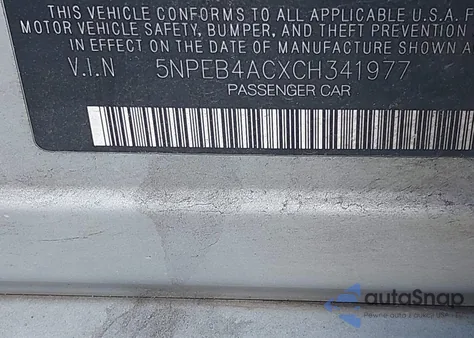 THIS VEHICLE CONFORMS TO ALL APPLICABLE U.S.A. F
MOTOR VEHICLE SAFETY, BUMPER, AND THEFT PREVENTION
EFFECT ON THE DATE OF MANUFACTURE SHOWN A
V.I.N 5NPEB4ACXCH341977
PASSENGER CAR
autoSnap